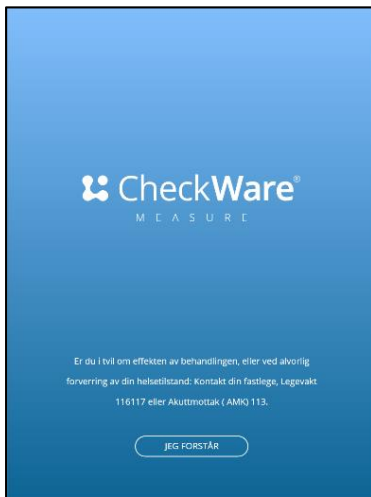 CheckWare®
MEASURE
Er du i tvil om effekten av behandlingen, eller ved alvorlig
forverring av din helsetilstand: Kontakt din fastlege, Legevakt
116117 eller Akuttmottak ( AMK) 113.
JEG FORSTÅR